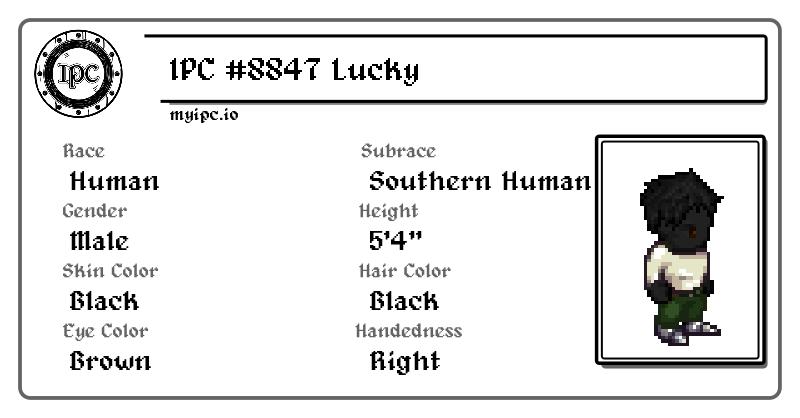 IPC
IPC #8847 Lucky
myipc.io
Race
Subrace
Human
Southern Human
Gender
Height
Male
5'4"
Skin Color
Hair Color
Black
Black
Eye Color
Handedness
Brown
Right